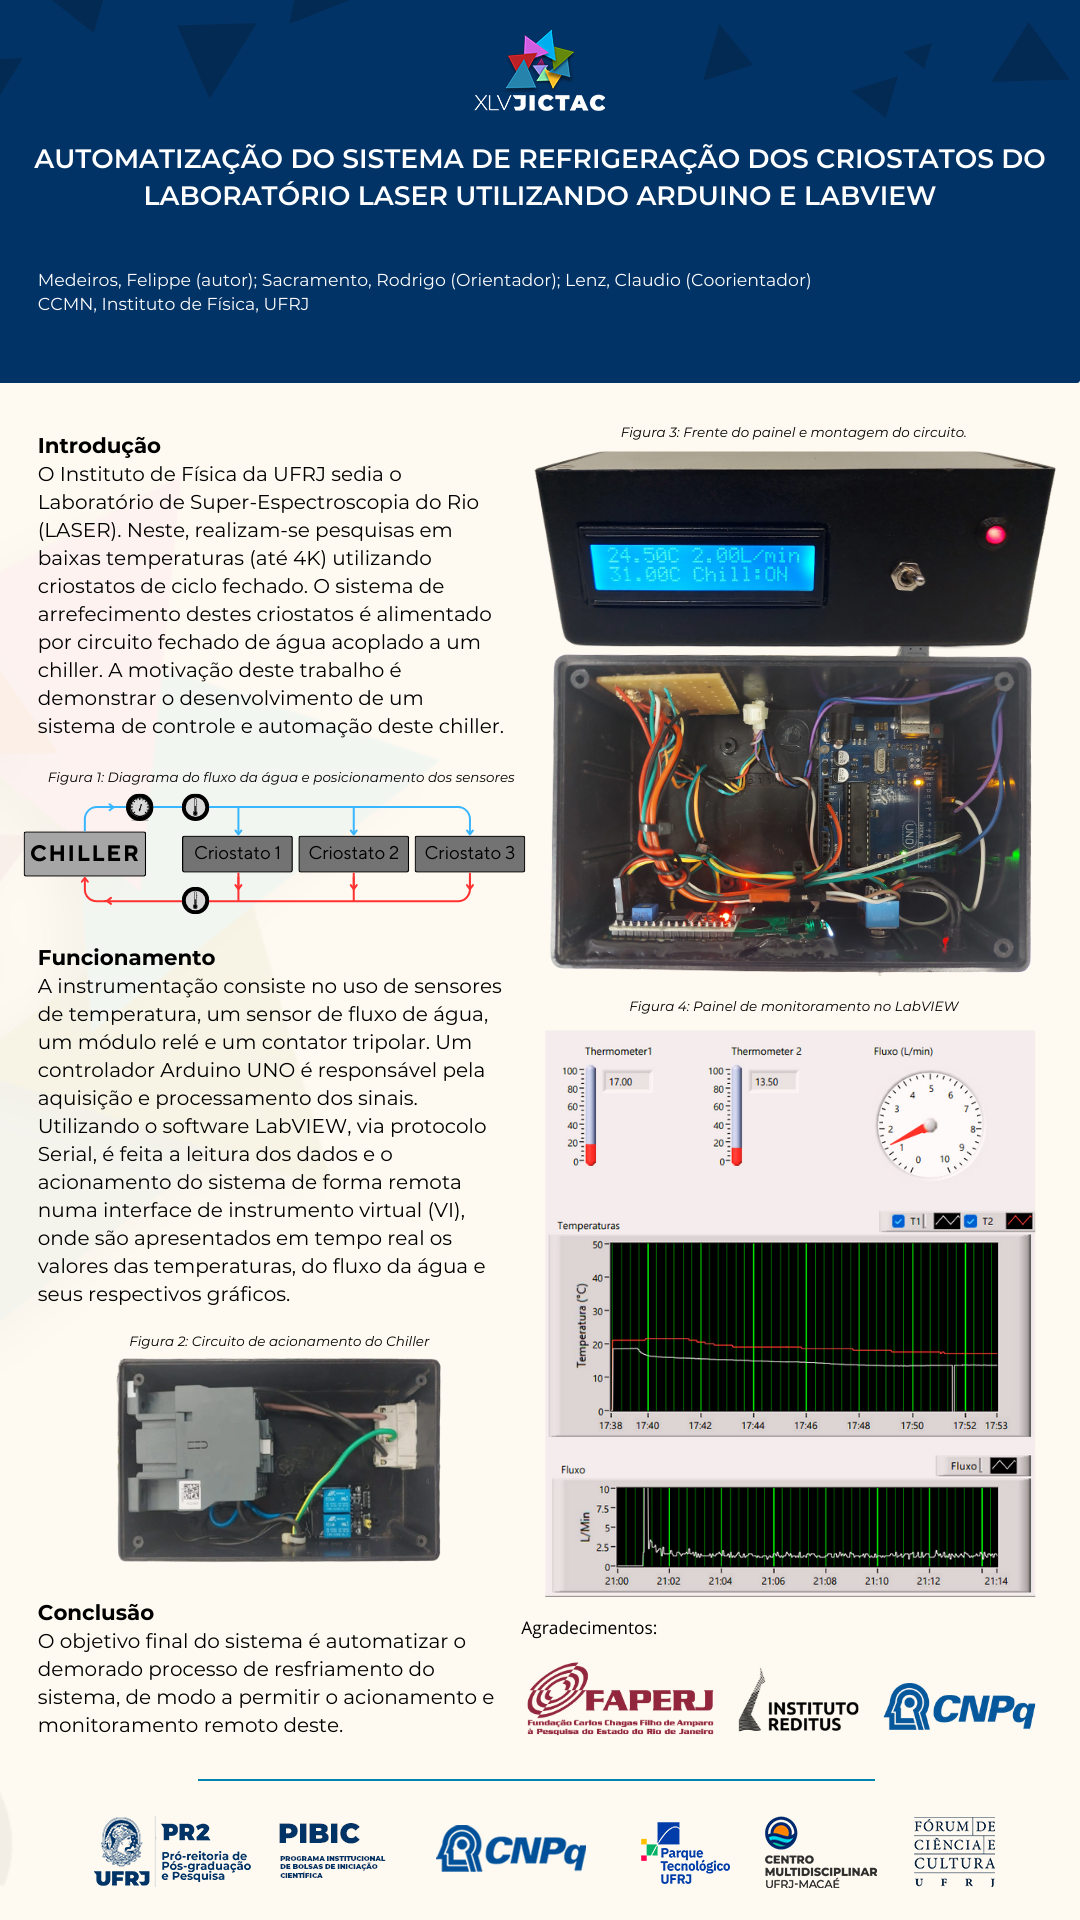 XLVJICTAC
AUTOMATIZAÇÃO DO SISTEMA DE REFRIGERAÇÃO DOS CRIOSTATOS DO
LABORATÓRIO LASER UTILIZANDO ARDUINO E LABVIEW
Medeiros, Felippe (autor); Sacramento, Rodrigo (Orientador); Lenz, Claudio (Coorientador)
CCMN, Instituto de Física, UFRJ
Introdução
O Instituto de Física da UFRJ sedia o
Laboratório de Super-Espectroscopia do Rio
(LASER). Neste, realizam-se pesquisas em
baixas temperaturas (até 4K) utilizando
criostatos de ciclo fechado. O sistema de
arrefecimento destes criostatos é alimentado
por circuito fechado de água acoplado a um
chiller. A motivação deste trabalho é
demonstrar o desenvolvimento de um
sistema de controle e automação deste chiller.
Figura 1: Diagrama do fluxo da água e posicionamento dos sensores
CHILLER
Criostato 1
Criostato 2
Criostato 3
Funcionamento
A instrumentação consiste no uso de sensores
de temperatura, um sensor de fluxo de água,
um módulo relé e um contator tripolar. Um
controlador Arduino UNO é responsável pela
aquisição e processamento dos sinais.
Utilizando o software LabVIEW, via protocolo
Serial, é feita a leitura dos dados e o
acionamento do sistema de forma remota
numa interface de instrumento virtual (VI),
onde são apresentados em tempo real os
valores das temperaturas, do fluxo da água e
seus respectivos gráficos.
Figura 2: Circuito de acionamento do Chiller
Conclusão
O objetivo final do sistema é automatizar o
demorado processo de resfriamento do
sistema, de modo a permitir o acionamento e
monitoramento remoto deste.
Figura 3: Frente do painel e montagem do circuito.
24.50C 2.00L/min
31.00C Chill:ON
UNO
Figura 4: Painel de monitoramento no LabVIEW
Thermometer1
100
80
60
40
20
0
17.00
Thermometer 2
100
80
60
40
20
0
13.50
Fluxo (L/min)
0 1 2 3 4 5 6 7 8 9 10
Temperaturas
T1
T2
Temperatura (°C)
50
40
30
20
10
0
17:38 17:40 17:42 17:44 17:46 17:48 17:50 17:52 17:53
Fluxo
Fluxo
L/Min
10
7.5
5
2.5
0
21:00 21:02 21:04 21:06 21:08 21:10 21:12 21:14
Agradecimentos:
FAPERJ
Fundação Carlos Chagas Filho de Amparo
à Pesquisa do Estado do Rio de Janeiro
INSTITUTO
REDITUS
CNPq
UFRJ
PR2
Pró-reitoria de
Pós-graduação
e Pesquisa
PIBIC
PROGRAMA INSTITUCIONAL
DE BOLSAS DE INICIAÇÃO
CIENTÍFICA
CNPq
Parque
Tecnológico
UFRJ
CENTRO
MULTIDISCIPLINAR
UFRJ-MACAÉ
FÓRUM DE
CIÊNCIA E
CULTURA
U F R J